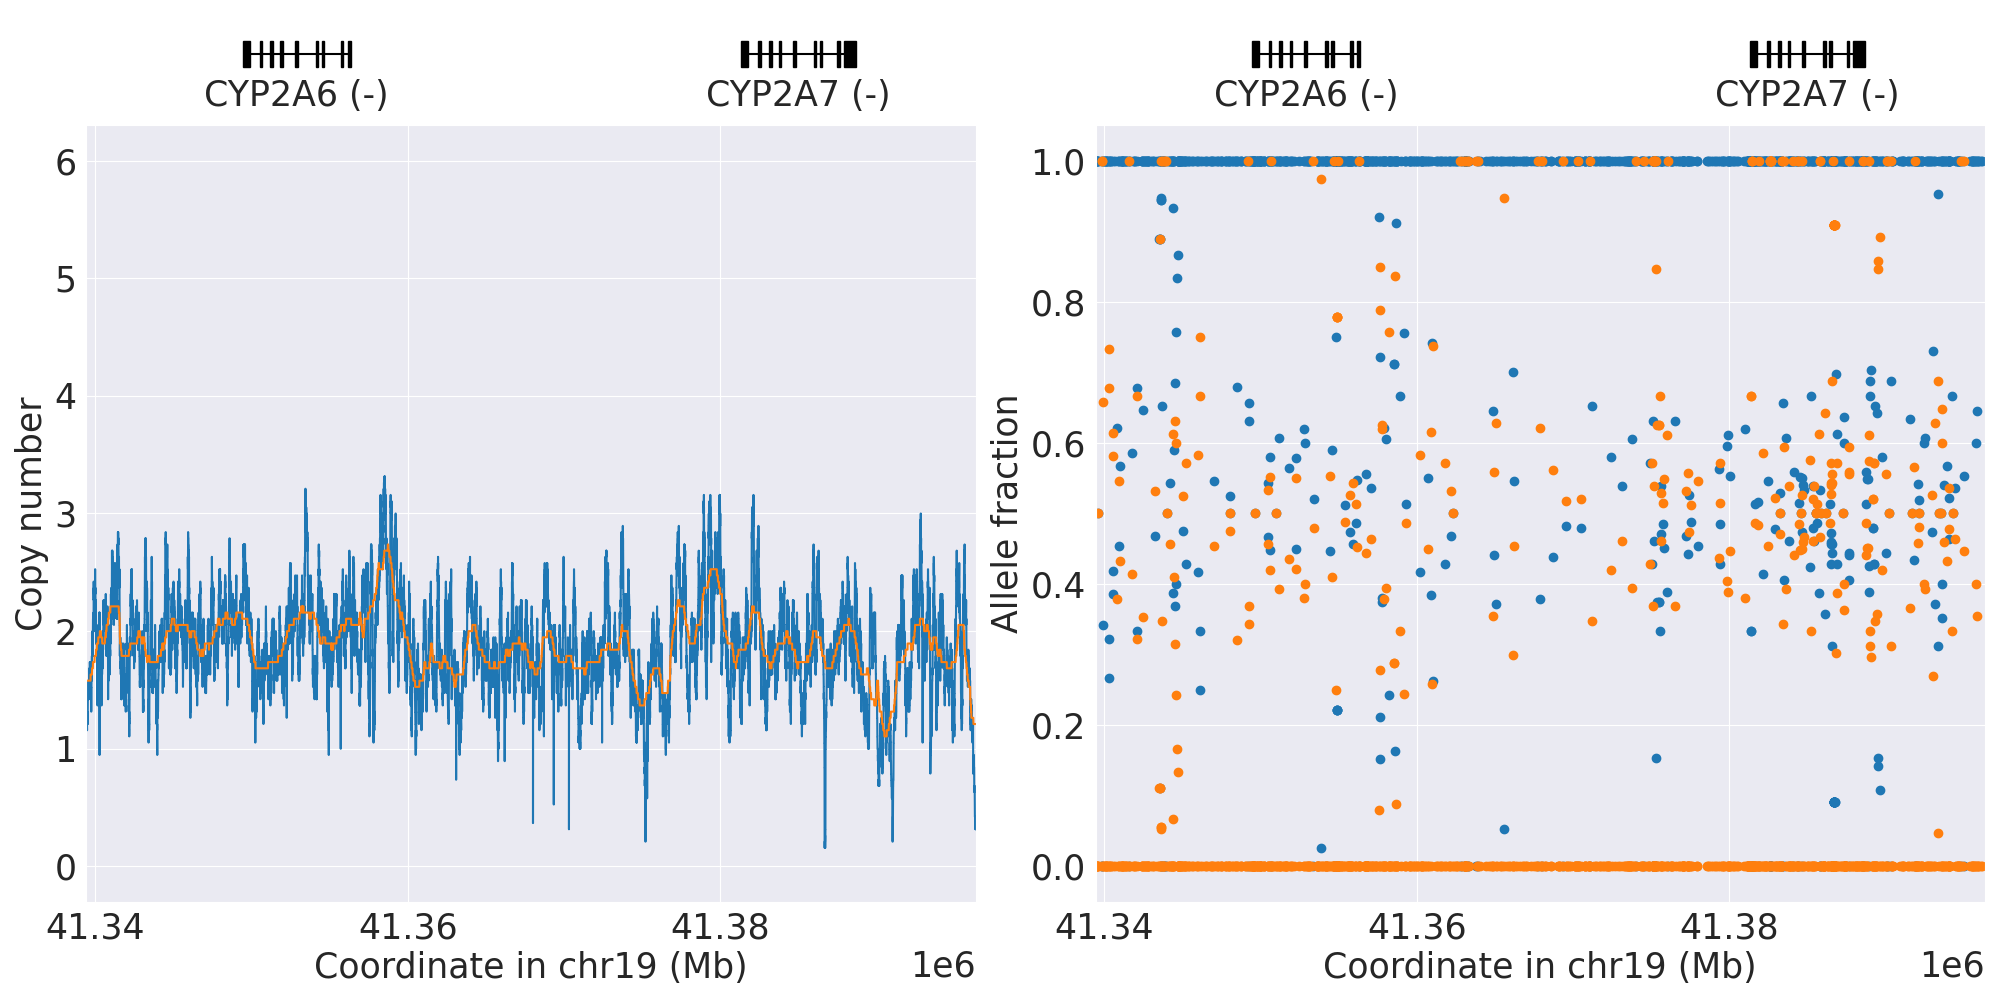 CYP2A6 (-) CYP2A7 (-)
CYP2A6 (-) CYP2A7 (-)
Copy number
6
5
4
3
2
1
0
41.34 41.36 41.38
Coordinate in chr19 (Mb)
1e6
Allele fraction
1.0
0.8
0.6
0.4
0.2
0.0
41.34 41.36 41.38
Coordinate in chr19 (Mb)
1e6